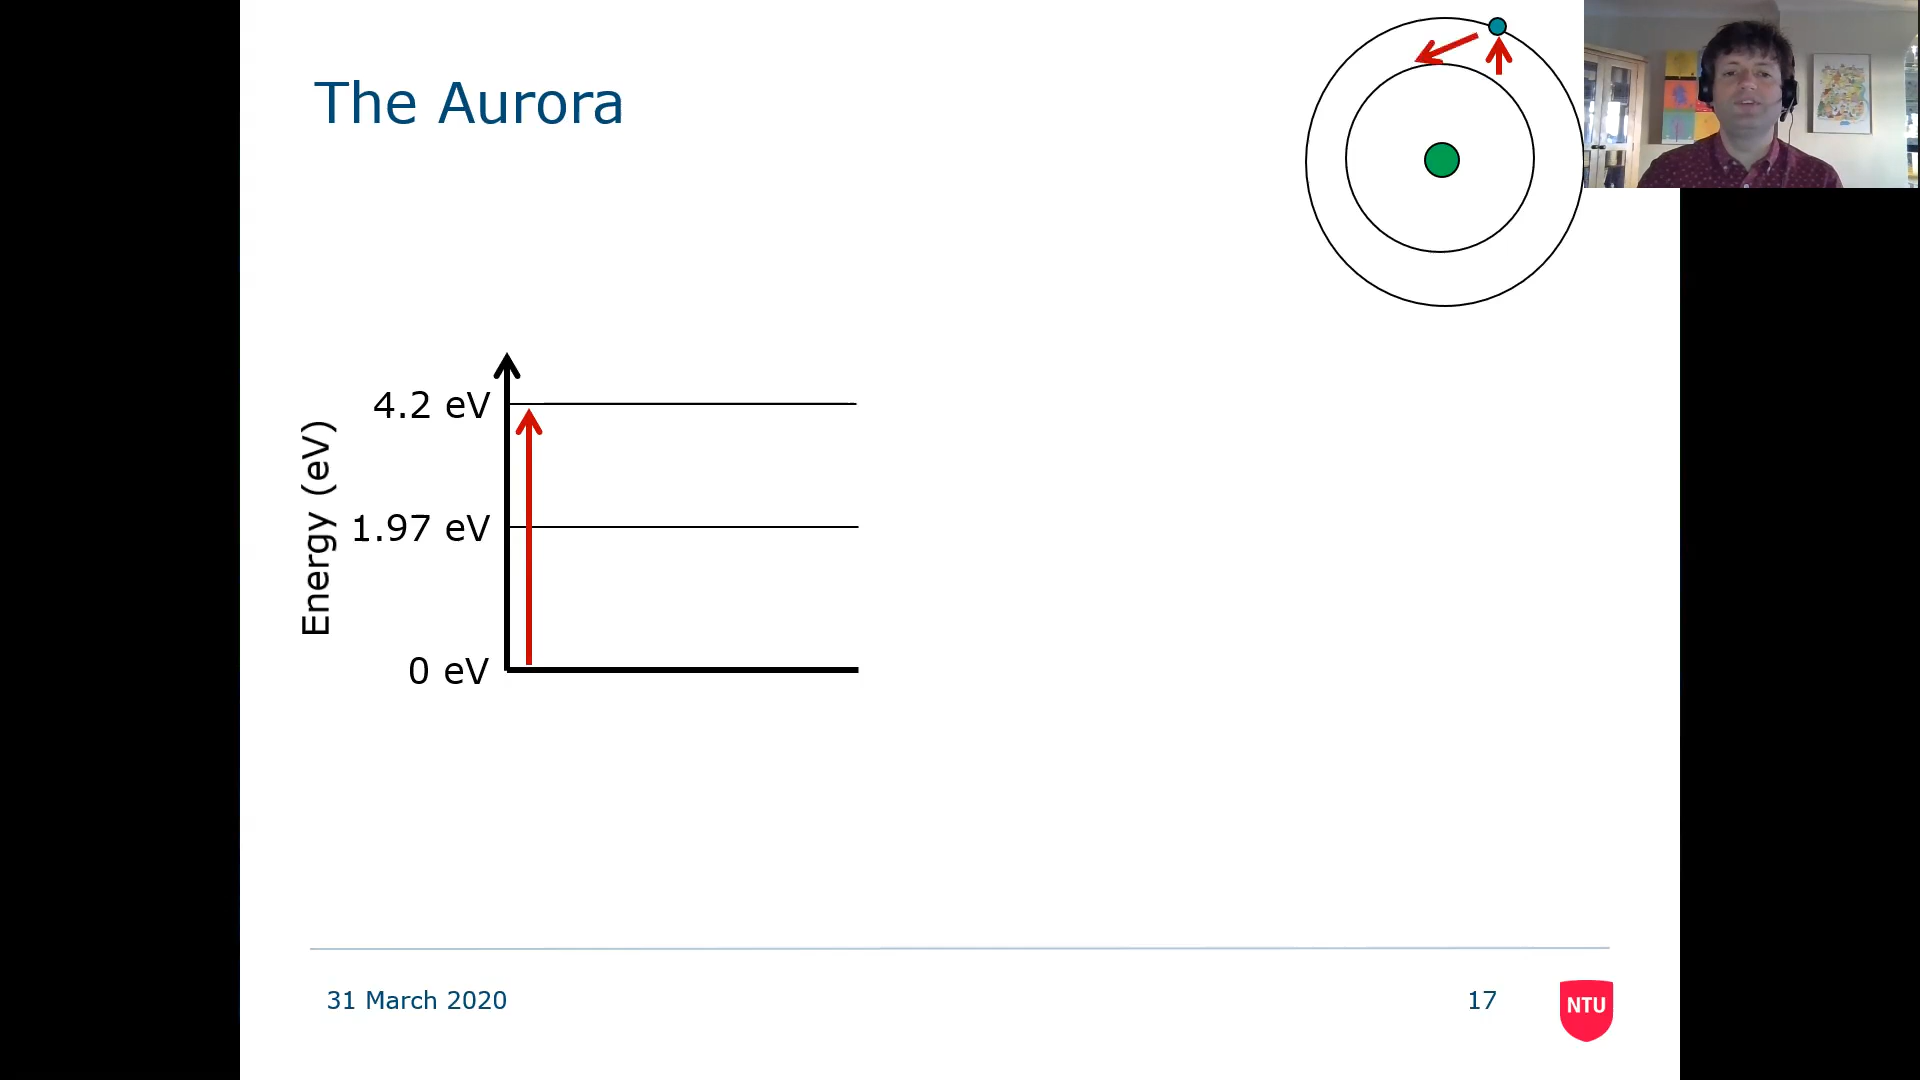 The Aurora
4.2 eV
Energy (eV)
1.97 eV
0 eV
31 March 2020
17
NTU